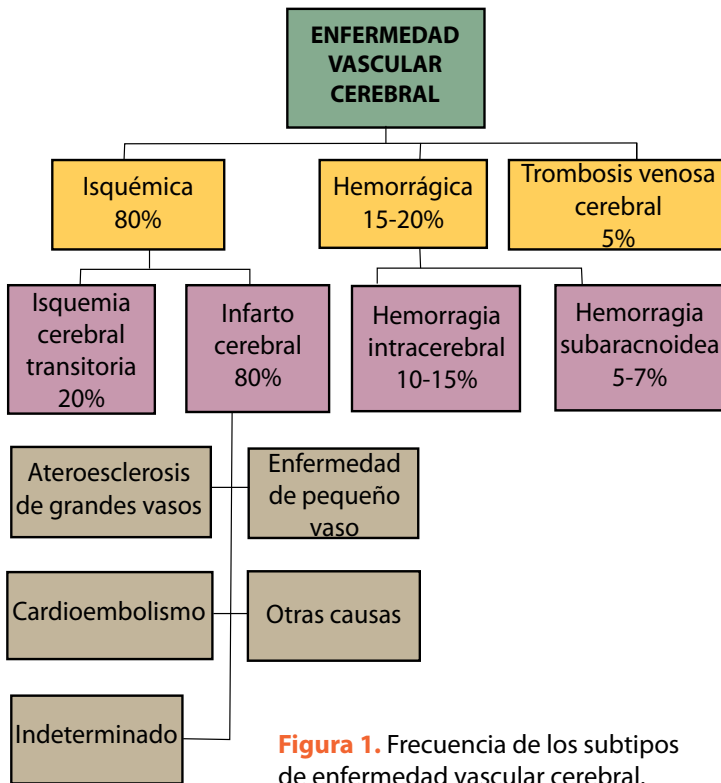 ENFERMEDAD
VASCULAR
CEREBRAL
Isquémica
80%
Hemorrágica
15-20%
Trombosis venosa
cerebral
5%
Isquemia
cerebral
transitoria
20%
Infarto
cerebral
80%
Hemorragia
intracerebral
10-15%
Hemorragia
subaracnoidea
5-7%
Ateroesclerosis
de grandes vasos
Enfermedad
de pequeño
vaso
Cardioembolismo
Otras causas
Indeterminado
Figura 1. Frecuencia de los subtipos
de enfermedad vascular cerebral.